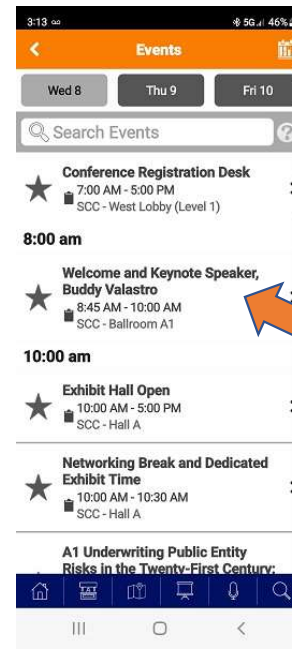 3:13
5G 46%
Events
Wed 8 Thu 9 Fri 10
Search Events
Conference Registration Desk
7:00 AM - 5:00 PM
SCC - West Lobby (Level 1)
8:00 am
Welcome and Keynote Speaker,
Buddy Valastro
8:45 AM - 10:00 AM
SCC - Ballroom A1
10:00 am
Exhibit Hall Open
10:00 AM - 5:00 PM
SCC - Hall A
Networking Break and Dedicated
Exhibit Time
10:00 AM - 10:30 AM
SCC - Hall A
A1 Underwriting Public Entity
Risks in the Twenty-First Century: